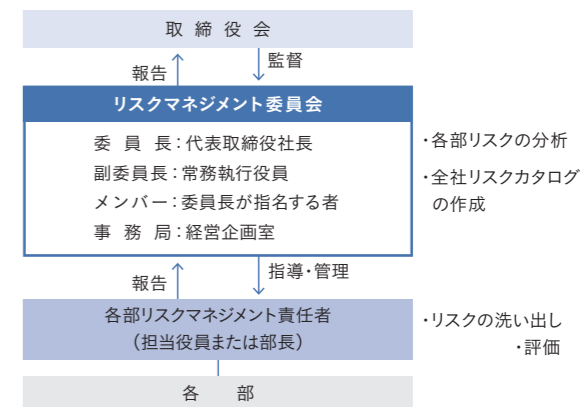 取 締 役 会
報告
監督
リスクマネジメント委員会
委 員 長：代表取締役社長
副委員長：常務執行役員
メンバー：委員長が指名する者
事 務 局：経営企画室
・各部リスクの分析
・全社リスクカタログ
の作成
報告
指導・管理
各部リスクマネジメント責任者
（担当役員または部長）
・リスクの洗い出し
・評価
各 部